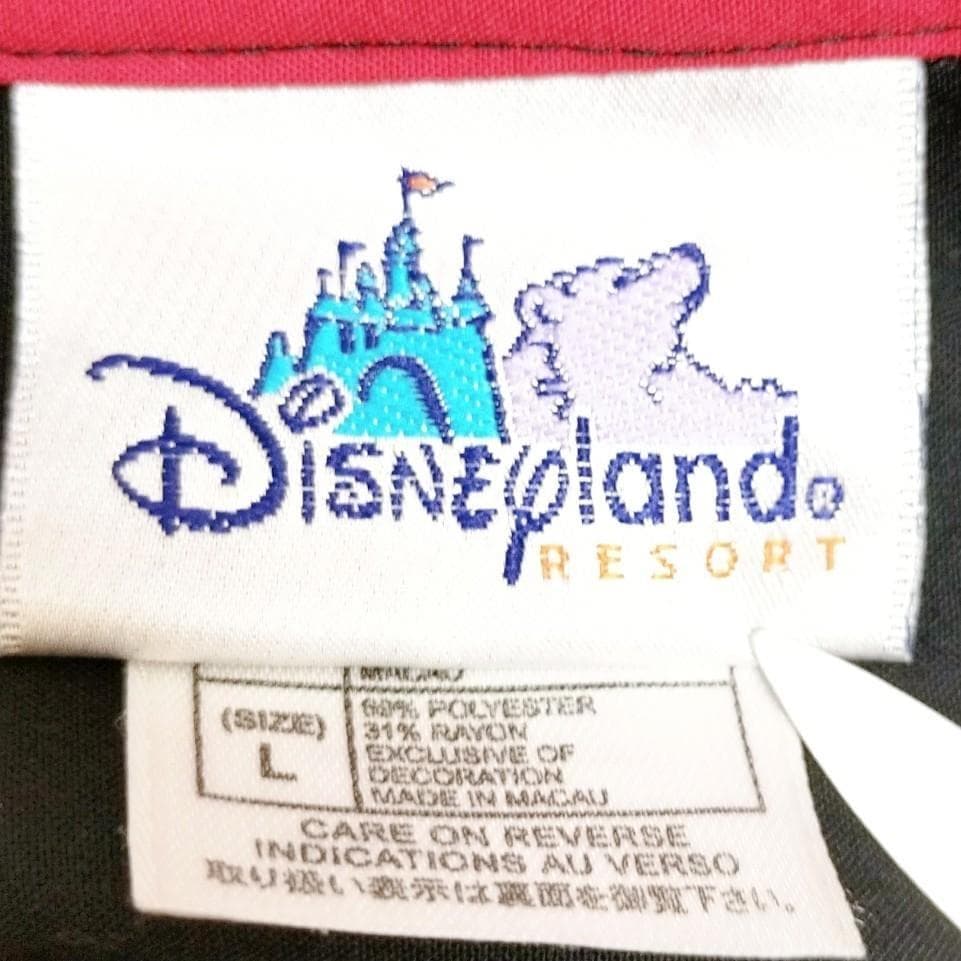 DISNEYland®
RESORT
MACAO
(SIZE)
L
69% POLYESTER
31% RAYON
EXCLUSIVE OF
DECORATION
MADE IN MACAU
CARE ON REVERSE
INDICATIONS AU VERSO
取り扱い表示は裏面を御覧下さい。